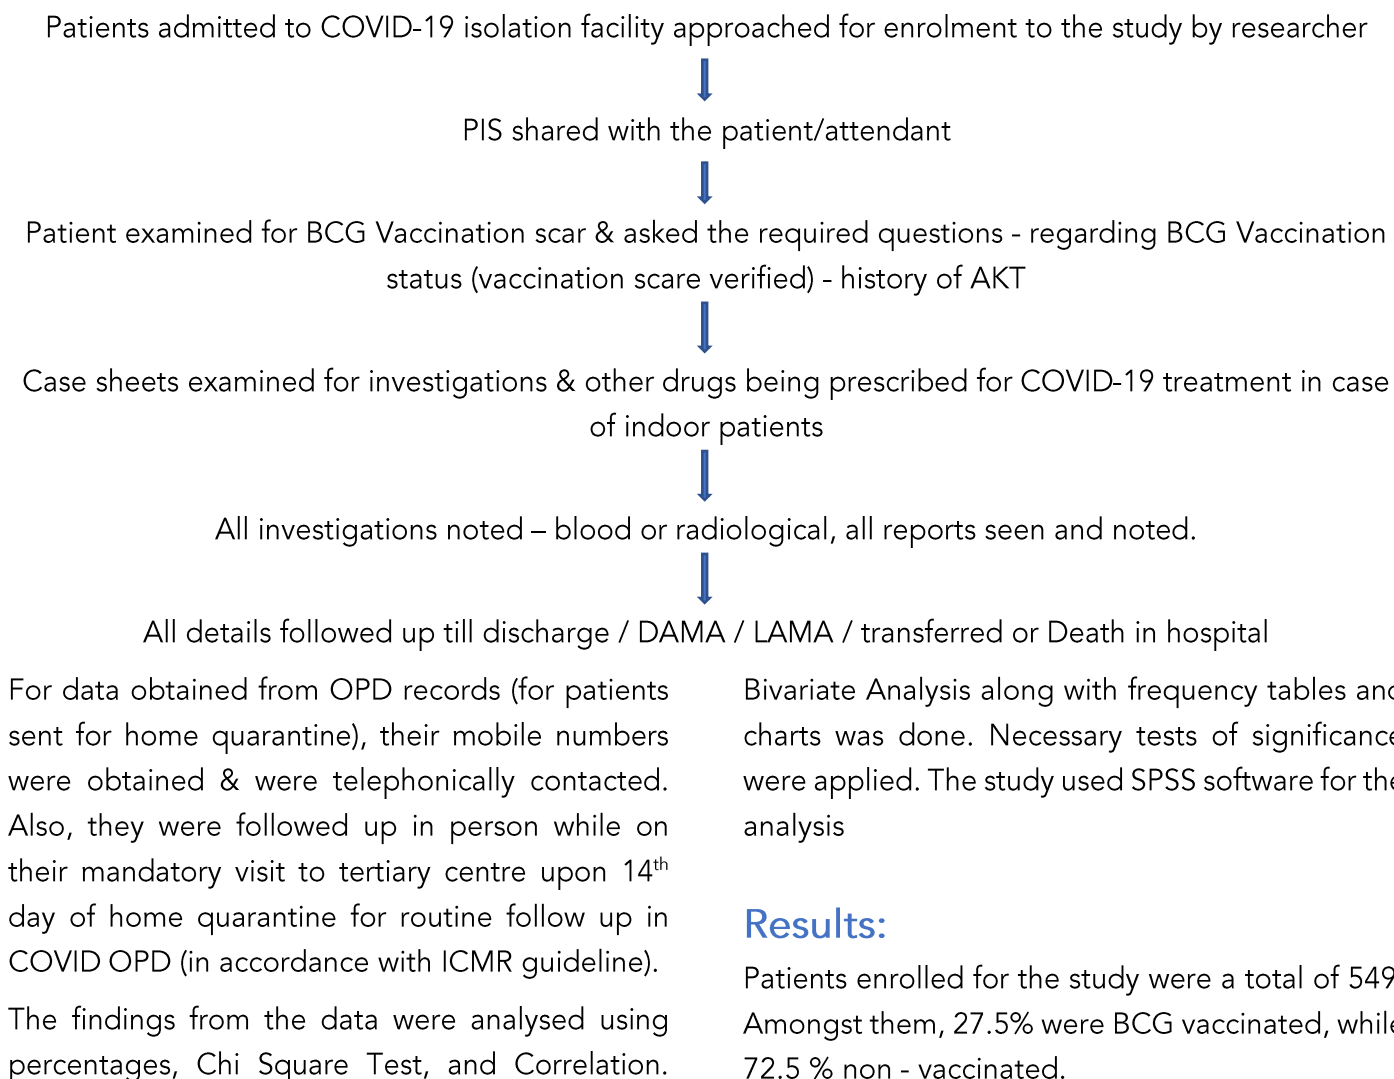 Patients admitted to COVID-19 isolation facility approached for enrolment to the study by researcher
PIS shared with the patient/attendant
Patient examined for BCG Vaccination scar & asked the required questions - regarding BCG Vaccination
status (vaccination scare verified) - history of AKT
Case sheets examined for investigations & other drugs being prescribed for COVID-19 treatment in case
of indoor patients
All investigations noted – blood or radiological, all reports seen and noted.
All details followed up till discharge / DAMA / LAMA / transferred or Death in hospital
For data obtained from OPD records (for patients
sent for home quarantine), their mobile numbers
were obtained & were telephonically contacted.
Also, they were followed up in person while on
their mandatory visit to tertiary centre upon 14th
day of home quarantine for routine follow up in
COVID OPD (in accordance with ICMR guideline).
The findings from the data were analysed using
percentages, Chi Square Test, and Correlation.
Bivariate Analysis along with frequency tables and
charts was done. Necessary tests of significance
were applied. The study used SPSS software for the
analysis
Results:
Patients enrolled for the study were a total of 549
Amongst them, 27.5% were BCG vaccinated, while
72.5 % non - vaccinated.